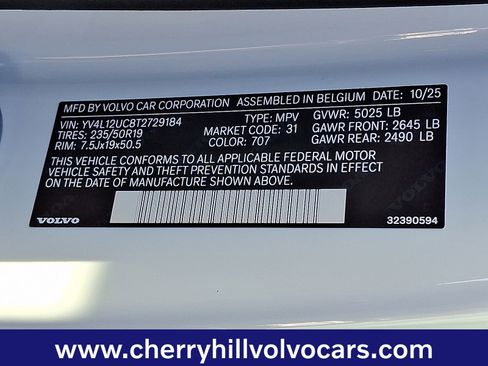 MFD BY VOLVO CAR CORPORATION ASSEMBLED IN BELGIUM DATE: 10/25
VIN: YV4L12UC8T2729184 TYPE: MPV GVWR: 5025 LB
TIRES: 235/50R19 MARKET CODE: 31 GAWR FRONT: 2645 LB
RIM: 7.5Jx19x50.5 COLOR: 707 GAWR REAR: 2490 LB
THIS VEHICLE CONFORMS TO ALL APPLICABLE FEDERAL MOTOR
VEHICLE SAFETY AND THEFT PREVENTION STANDARDS IN EFFECT
ON THE DATE OF MANUFACTURE SHOWN ABOVE.
VOLVO 32390594
www.cherryhillvolvocars.com